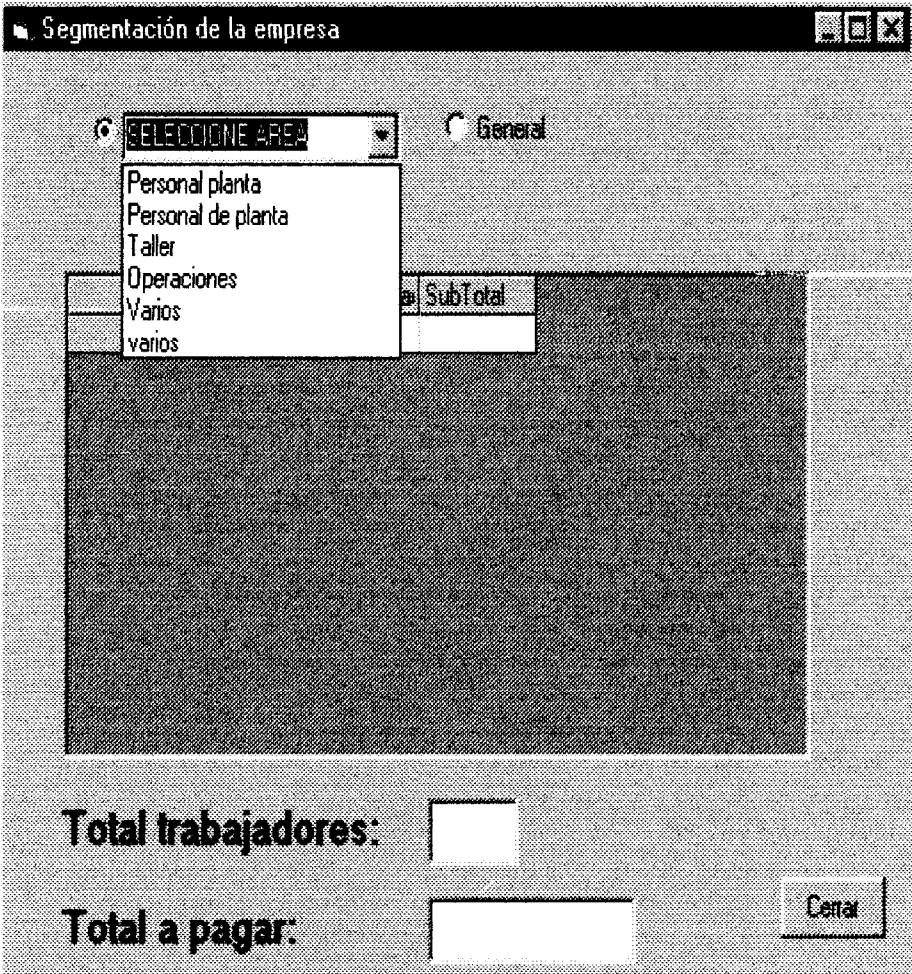 Segmentación de la empresa
SELECCIONE AREA
General
Personal planta
Personal de planta
Taller
Operaciones
Varios
varios
SubTotal
Total trabajadores:
Total a pagar:
Cerrar